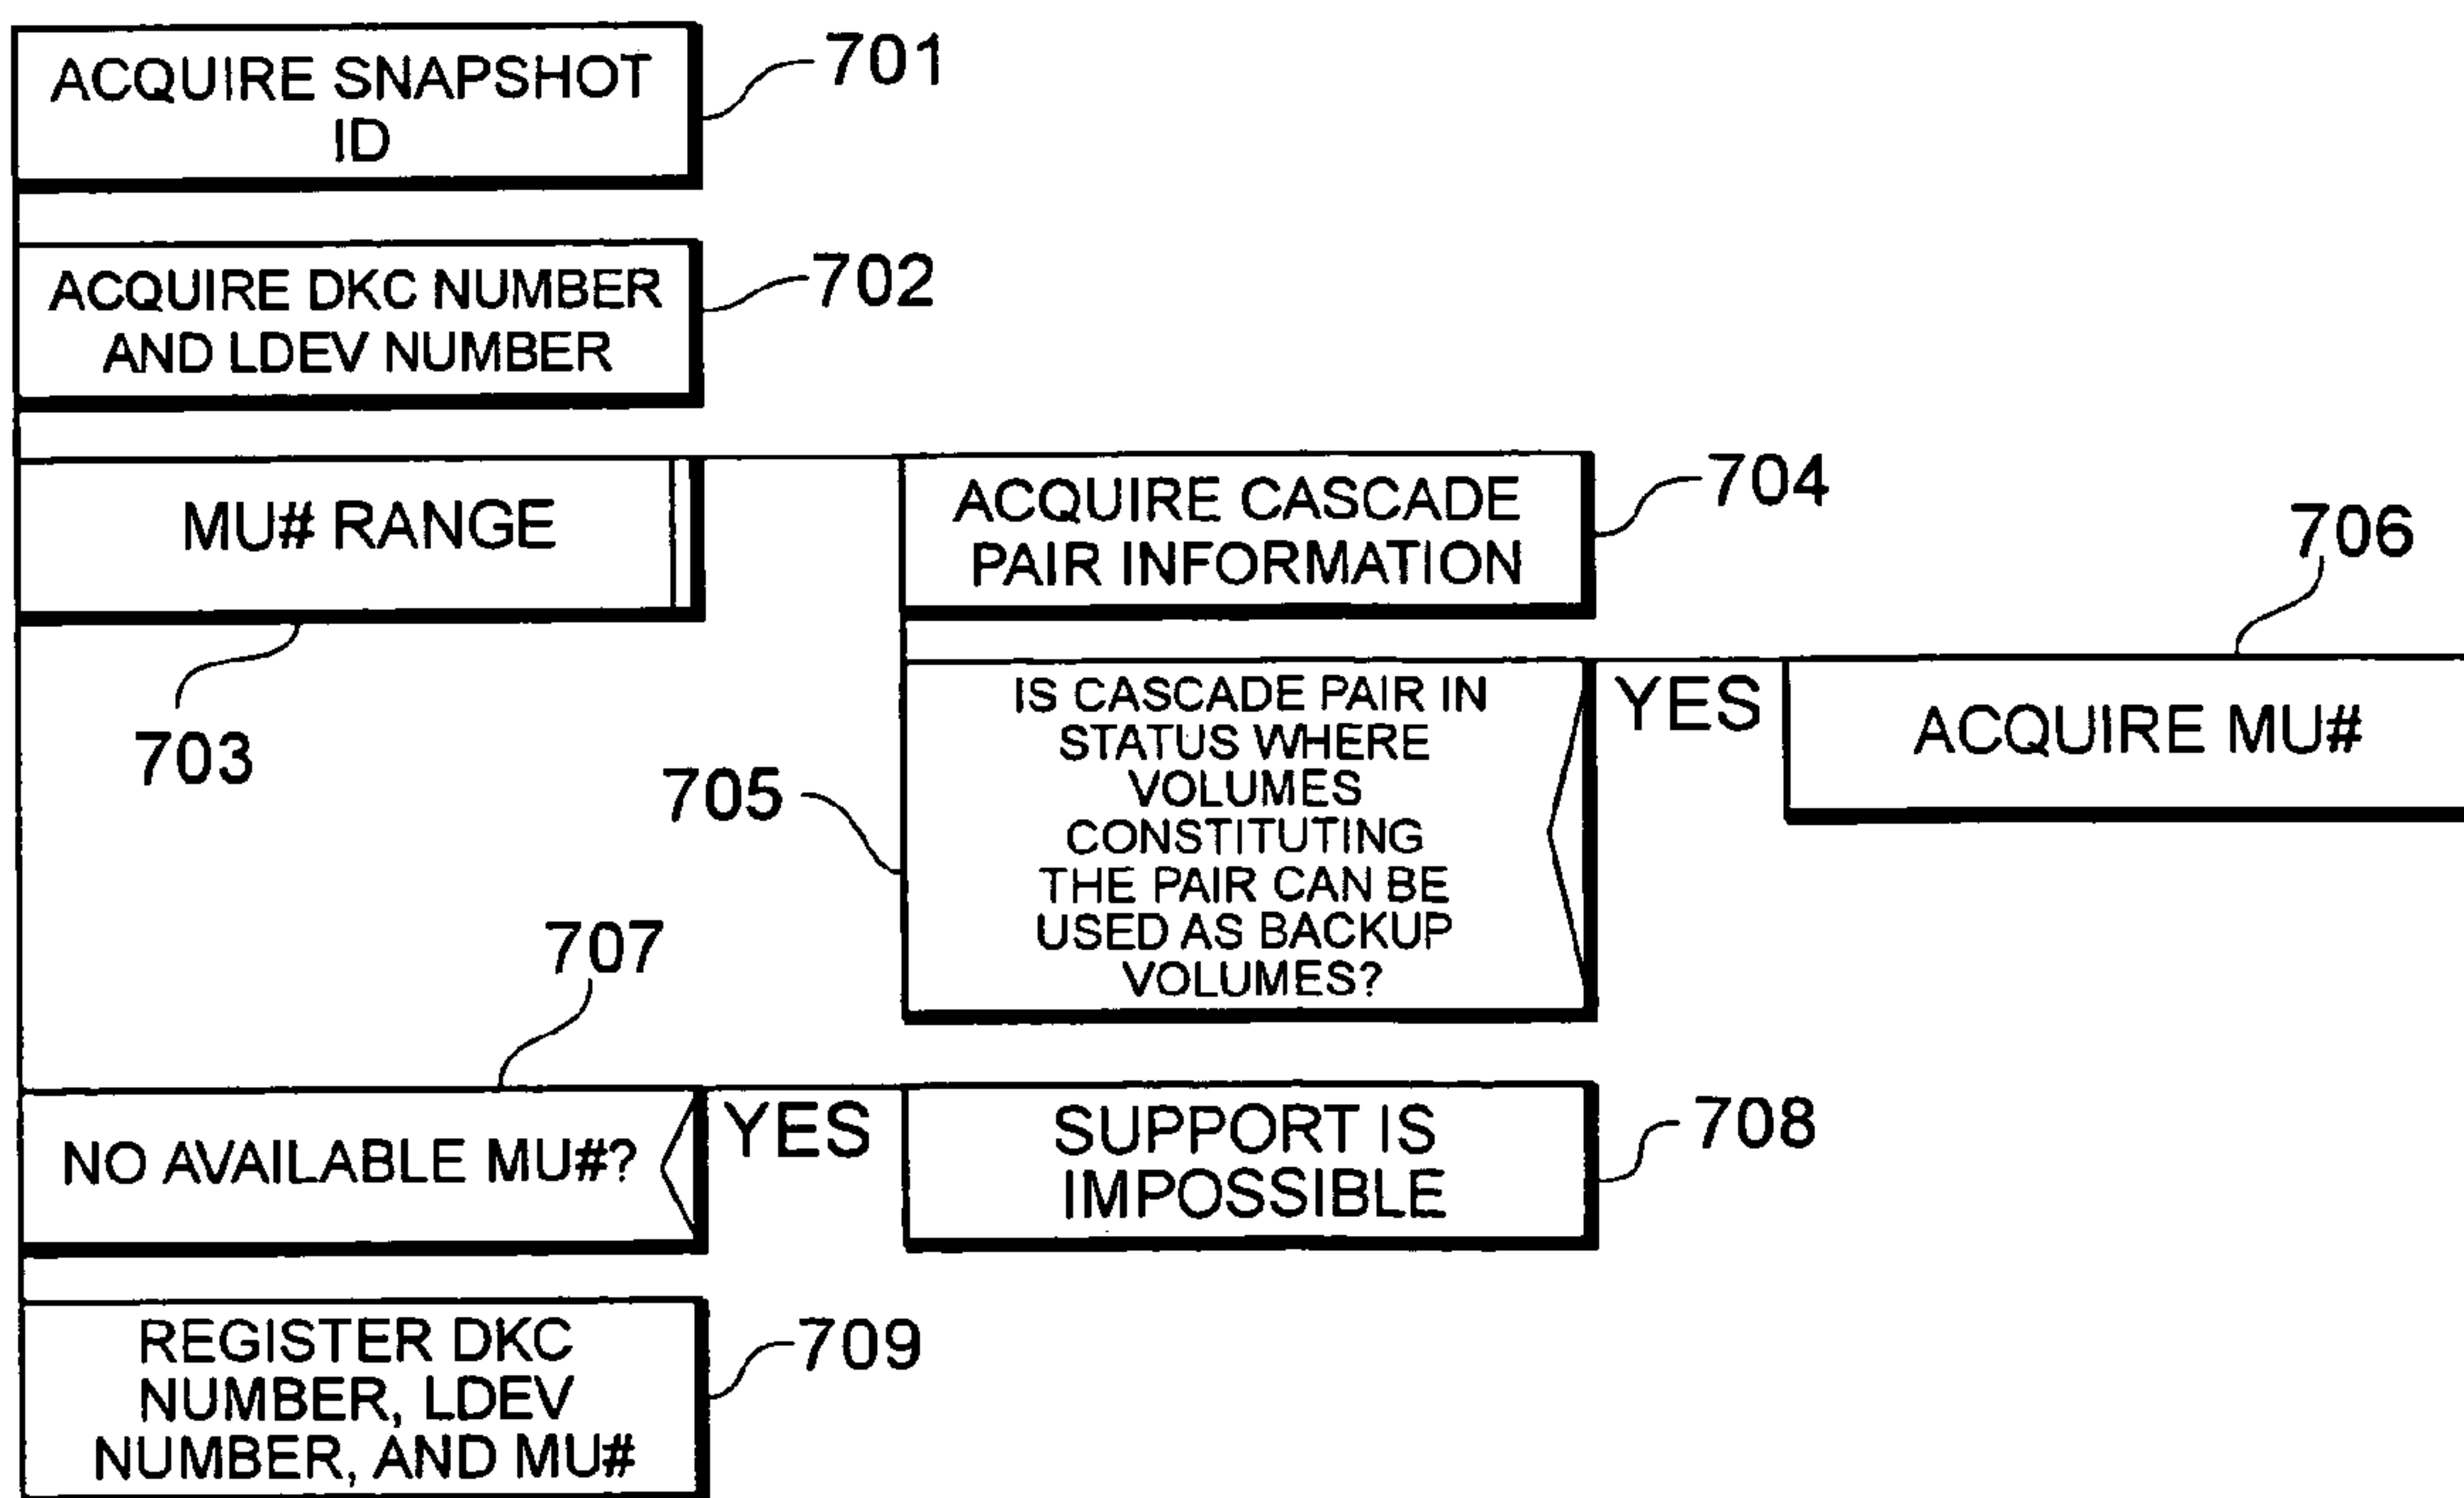 ACQUIRE SNAPSHOT
ID
701
ACQUIRE DKC NUMBER
AND LDEV NUMBER
702
MU# RANGE
703
ACQUIRE CASCADE
PAIR INFORMATION
704
IS CASCADE PAIR IN
STATUS WHERE
VOLUMES
CONSTITUTING
THE PAIR CAN BE
USED AS BACKUP
VOLUMES?
705
YES
ACQUIRE MU#
706
NO AVAILABLE MU#?
707
YES
SUPPORT IS
IMPOSSIBLE
708
REGISTER DKC
NUMBER, LDEV
NUMBER, AND MU#
709